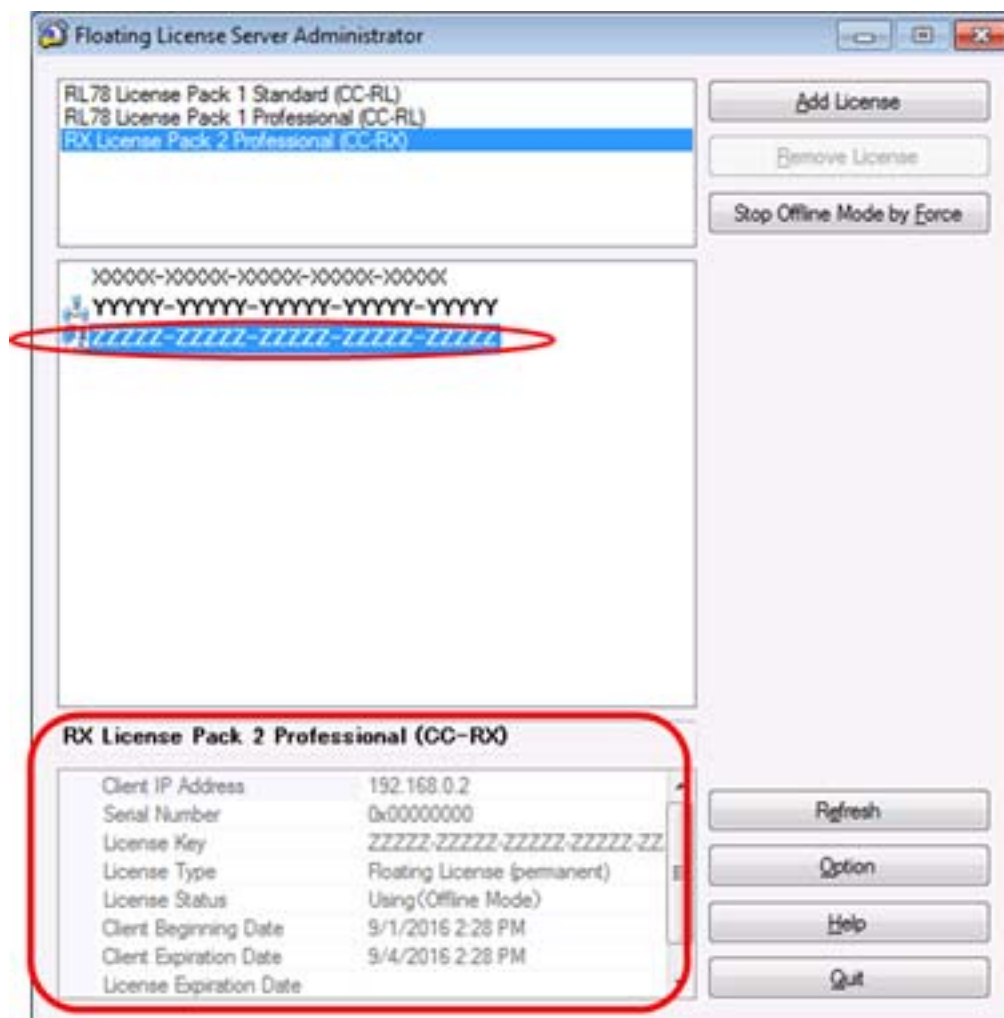 Floating License Server Administrator
RL78 License Pack 1 Standard (CC-RL)
RL78 License Pack 1 Professional (CC-RL)
RX License Pack 2 Professional (CC-RX)
Add License
Remove License
Stop Offline Mode by Force
XXXXX-XXXXX-XXXXX-XXXXX-XXXXX
YYYYY-YYYYY-YYYYY-YYYYY-YYYYY
ZZZZZ-ZZZZZ-ZZZZZ-ZZZZZ-ZZZZZ
RX License Pack 2 Professional (CC-RX)
Client IP Address 192.168.0.2
Serial Number 0x00000000
License Key ZZZZZ-ZZZZZ-ZZZZZ-ZZZZZ-ZZ
License Type Floating License (permanent)
License Status Using(Offline Mode)
Client Beginning Date 9/1/2016 2:28 PM
Client Expiration Date 9/4/2016 2:28 PM
License Expiration Date
Refresh
Option
Help
Quit